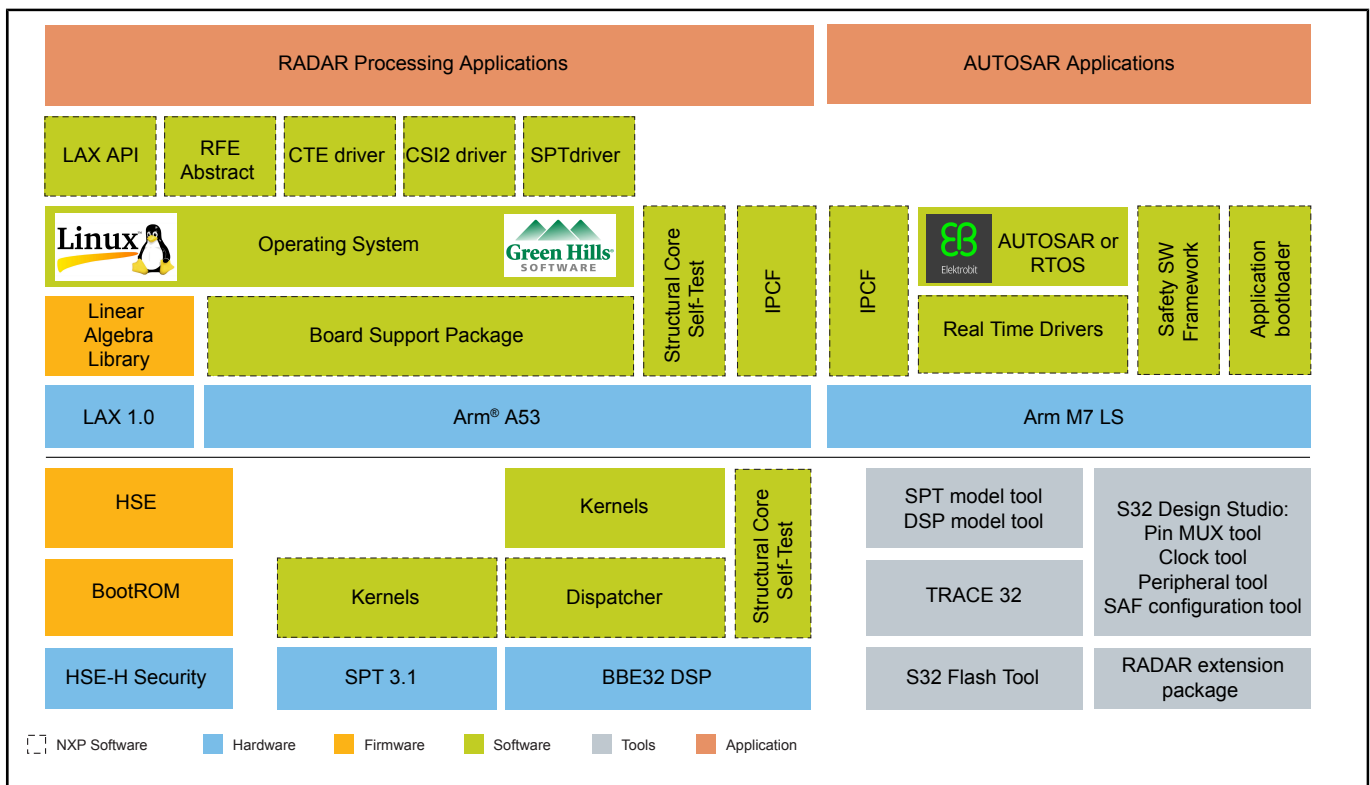 RADAR Processing Applications
AUTOSAR Applications
LAX API
RFE
Abstract
CTE driver
CSI2 driver
SPTdriver
Linux
Operating System
Green Hills®
SOFTWARE
Structural Core
Self-Test
IPCF
IPCF
EB
Elektrobit
AUTOSAR or
RTOS
Safety SW
Framework
Application
bootloader
Linear
Algebra
Library
Board Support Package
Real Time Drivers
LAX 1.0
Arm® A53
Arm M7 LS
HSE
Kernels
Structural Core
Self-Test
SPT model tool
DSP model tool
S32 Design Studio:
Pin MUX tool
Clock tool
Peripheral tool
SAF configuration tool
BootROM
Kernels
Dispatcher
TRACE 32
HSE-H Security
SPT 3.1
BBE32 DSP
S32 Flash Tool
RADAR extension
package
NXP Software
Hardware
Firmware
Software
Tools
Application